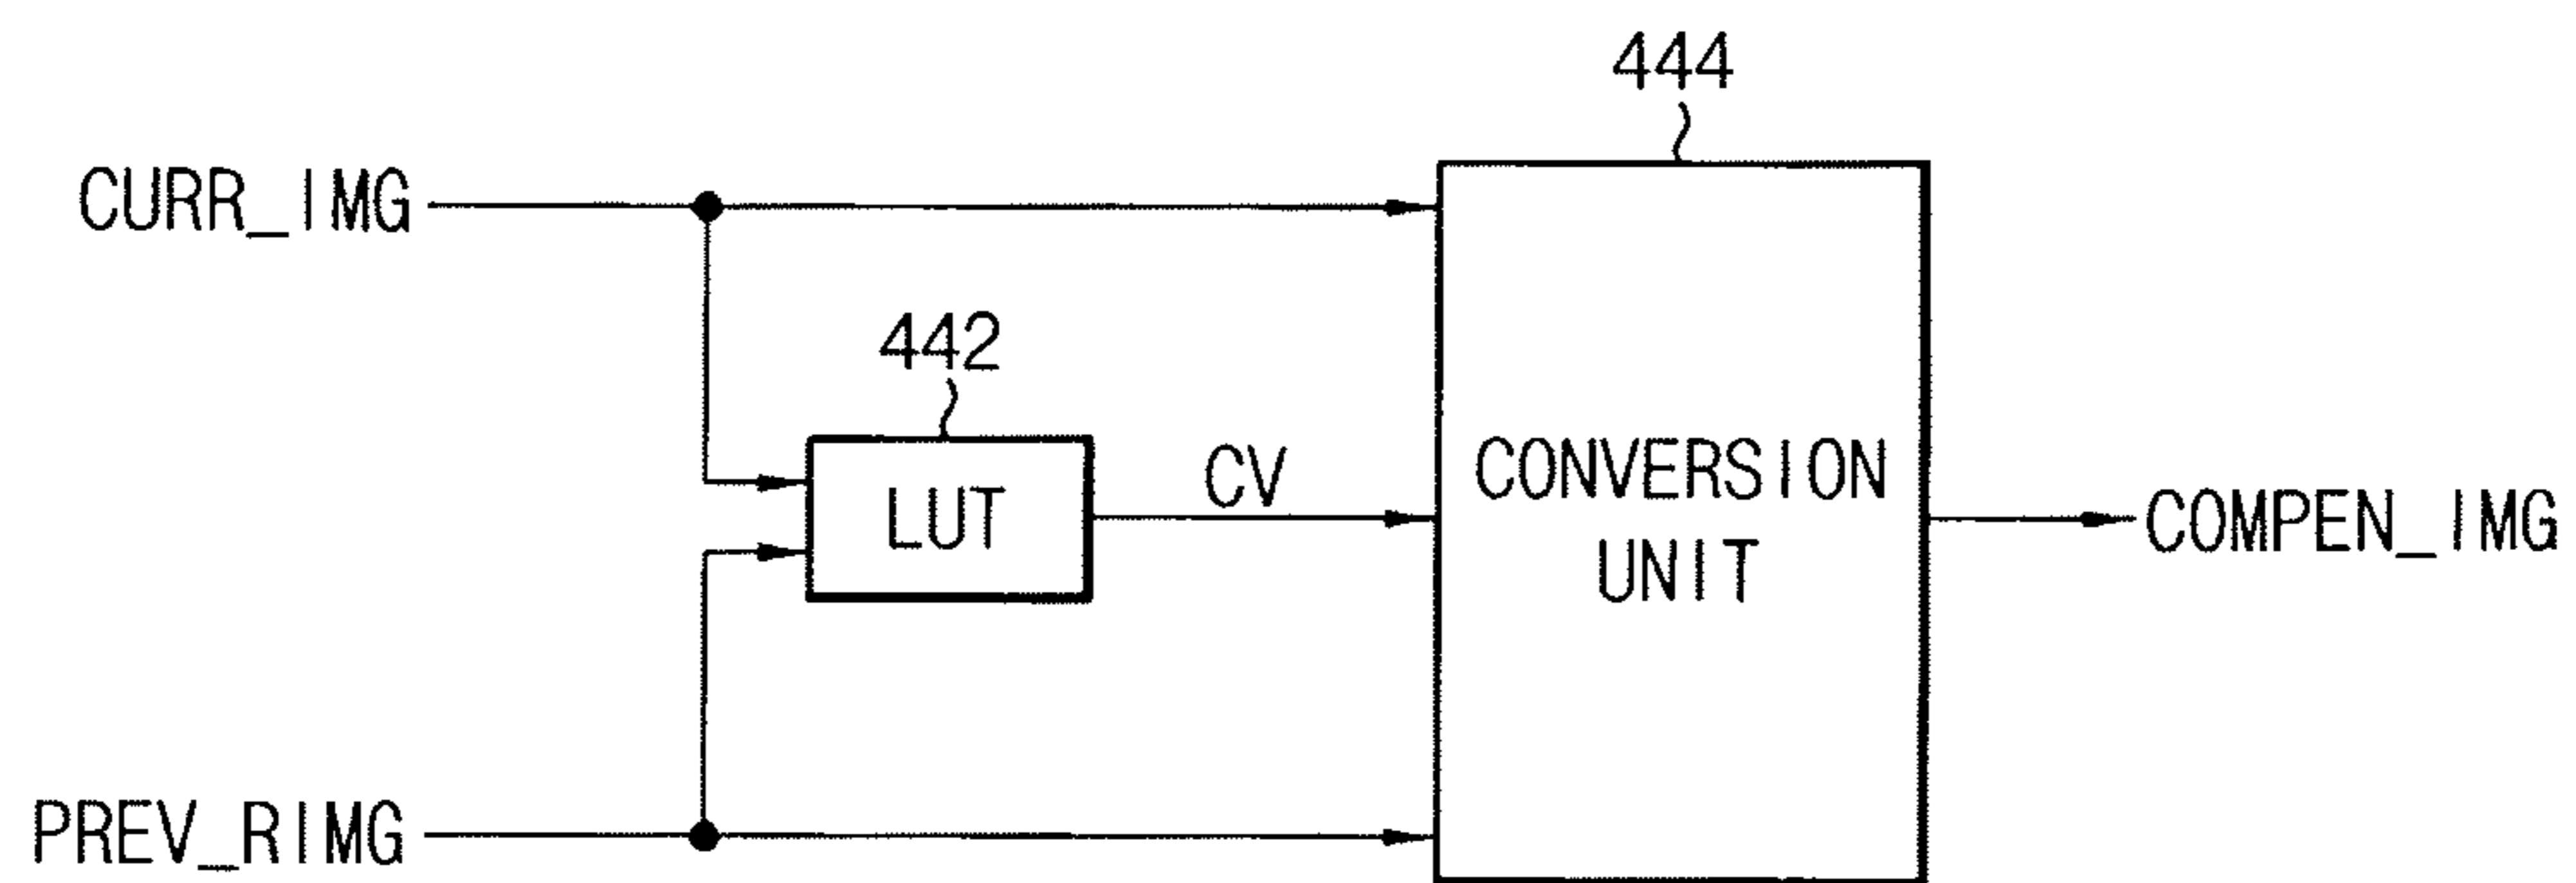 444
CURR_IMG
442
LUT
CV
CONVERSION
UNIT
COMPEN_IMG
PREV_RIMG